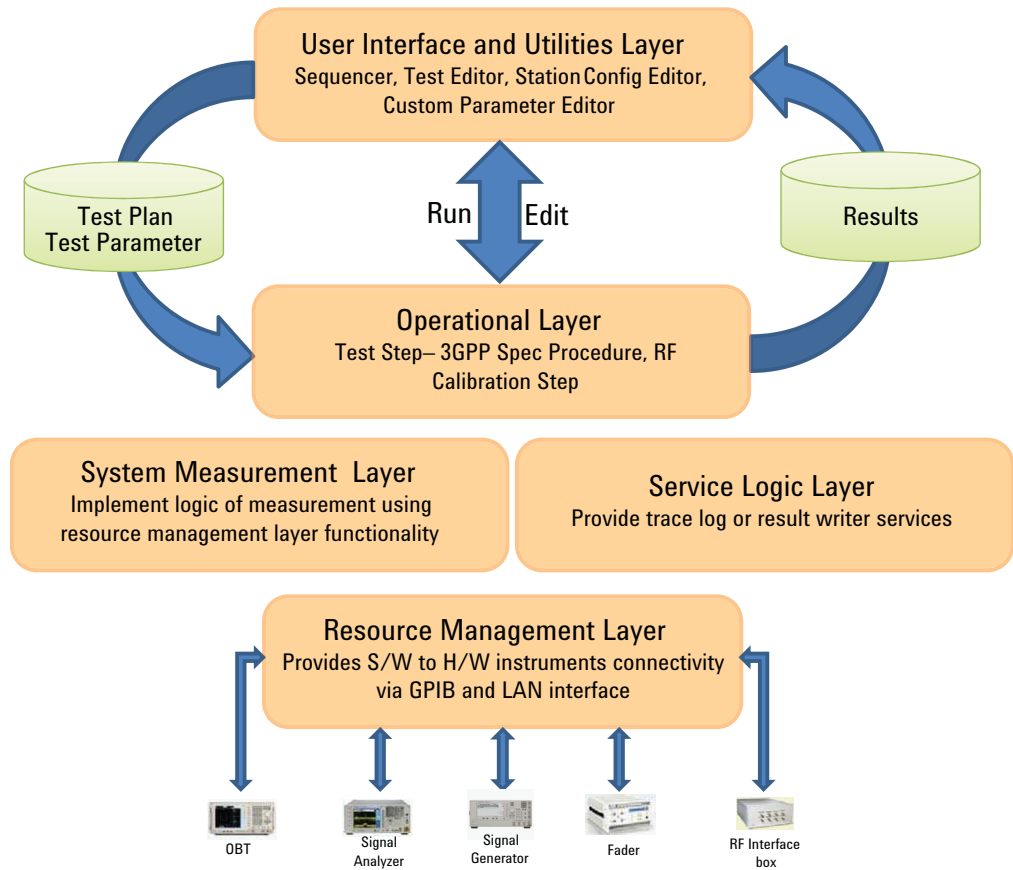 User Interface and Utilities Layer
Sequencer, Test Editor, Station Config Editor,
Custom Parameter Editor
Test Plan
Test Parameter
Run
Edit
Results
Operational Layer
Test Step– 3GPP Spec Procedure, RF
Calibration Step
System Measurement Layer
Implement logic of measurement using
resource management layer functionality
Service Logic Layer
Provide trace log or result writer services
Resource Management Layer
Provides S/W to H/W instruments connectivity
via GPIB and LAN interface
OBT
Signal
Analyzer
Signal
Generator
Fader
RF Interface
box